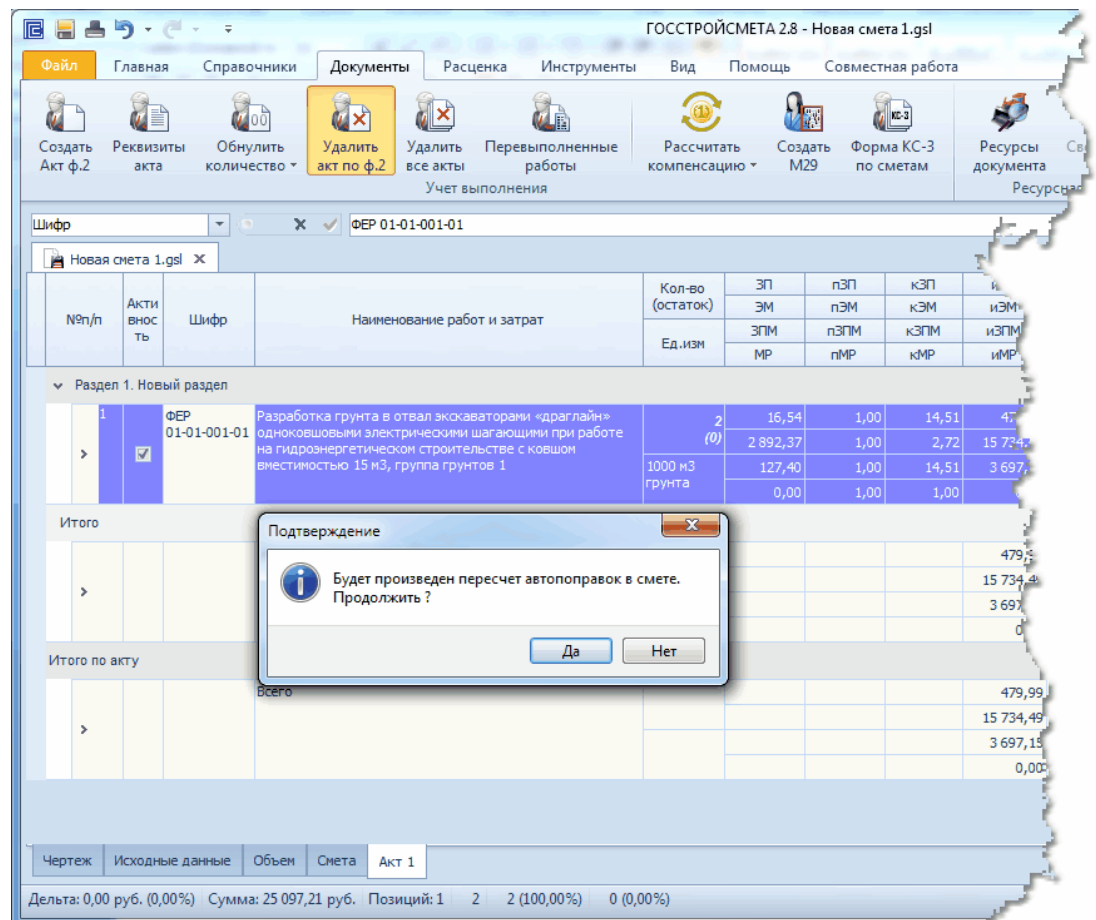 ГОССТРОЙСМЕТА 2.8 - Новая смета 1.gsl
Файл Главная Справочники Документы Расценка Инструменты Вид Помощь Совместная работа
Создать Акт ф.2
Реквизиты акта
Обнулить количество
Удалить акт по ф.2
Удалить все акты
Перевыполненные работы
Рассчитать компенсацию
Создать М29
Форма КС-3 по сметам
Ресурсы документа
Учет выполнения
Шифр
ФЕР 01-01-001-01
Новая смета 1.gsl
№п/п
Активность
Шифр
Наименование работ и затрат
Кол-во (остаток)
Ед.изм
ЗП пЗП кЗП
ЭМ пЭМ кЭМ иЭМ
ЗПМ пЗПМ кЗПМ иЗПМ
МР пМР кМР иМР
Раздел 1. Новый раздел
1
ФЕР
01-01-001-01
Разработка грунта в отвал экскаваторами «драглайн»
одноковшовыми электрическими шагающими при работе
на гидроэнергетическом строительстве с ковшом
вместимостью 15 м3, группа грунтов 1
2
(0)
1000 м3
грунта
16,54 1,00 14,51
2 892,37 1,00 2,72 15 734,
127,40 1,00 14,51 3 697,
0,00 1,00 1,00
Итого
Подтверждение
Будет произведен пересчет автопоправок в смете.
Продолжить ?
Да Нет
479,
15 734,4
3 697
0
Итого по акту
Всего
479,99
15 734,49
3 697,15
0,00
Чертеж Исходные данные Объем Смета Акт 1
Дельта: 0,00 руб. (0,00%) Сумма: 25 097,21 руб. Позиций: 1 2 2 (100,00%) 0 (0,00%)